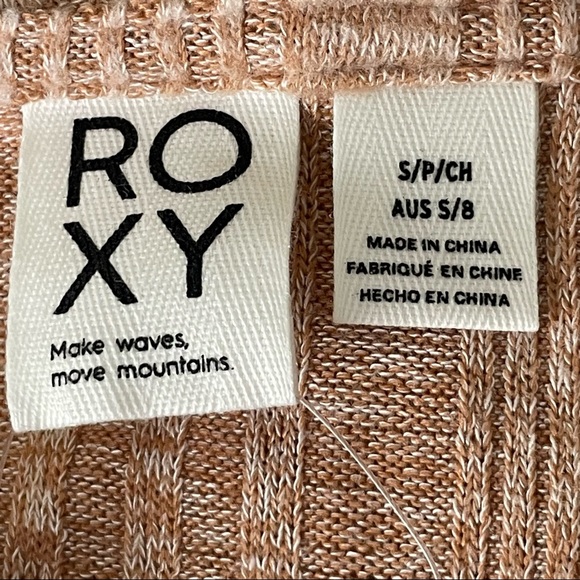 RO
XY
Make waves,
move mountains.
S/P/CH
AUS S/8
MADE IN CHINA
FABRIQUÉ EN CHINE
HECHO EN CHINA